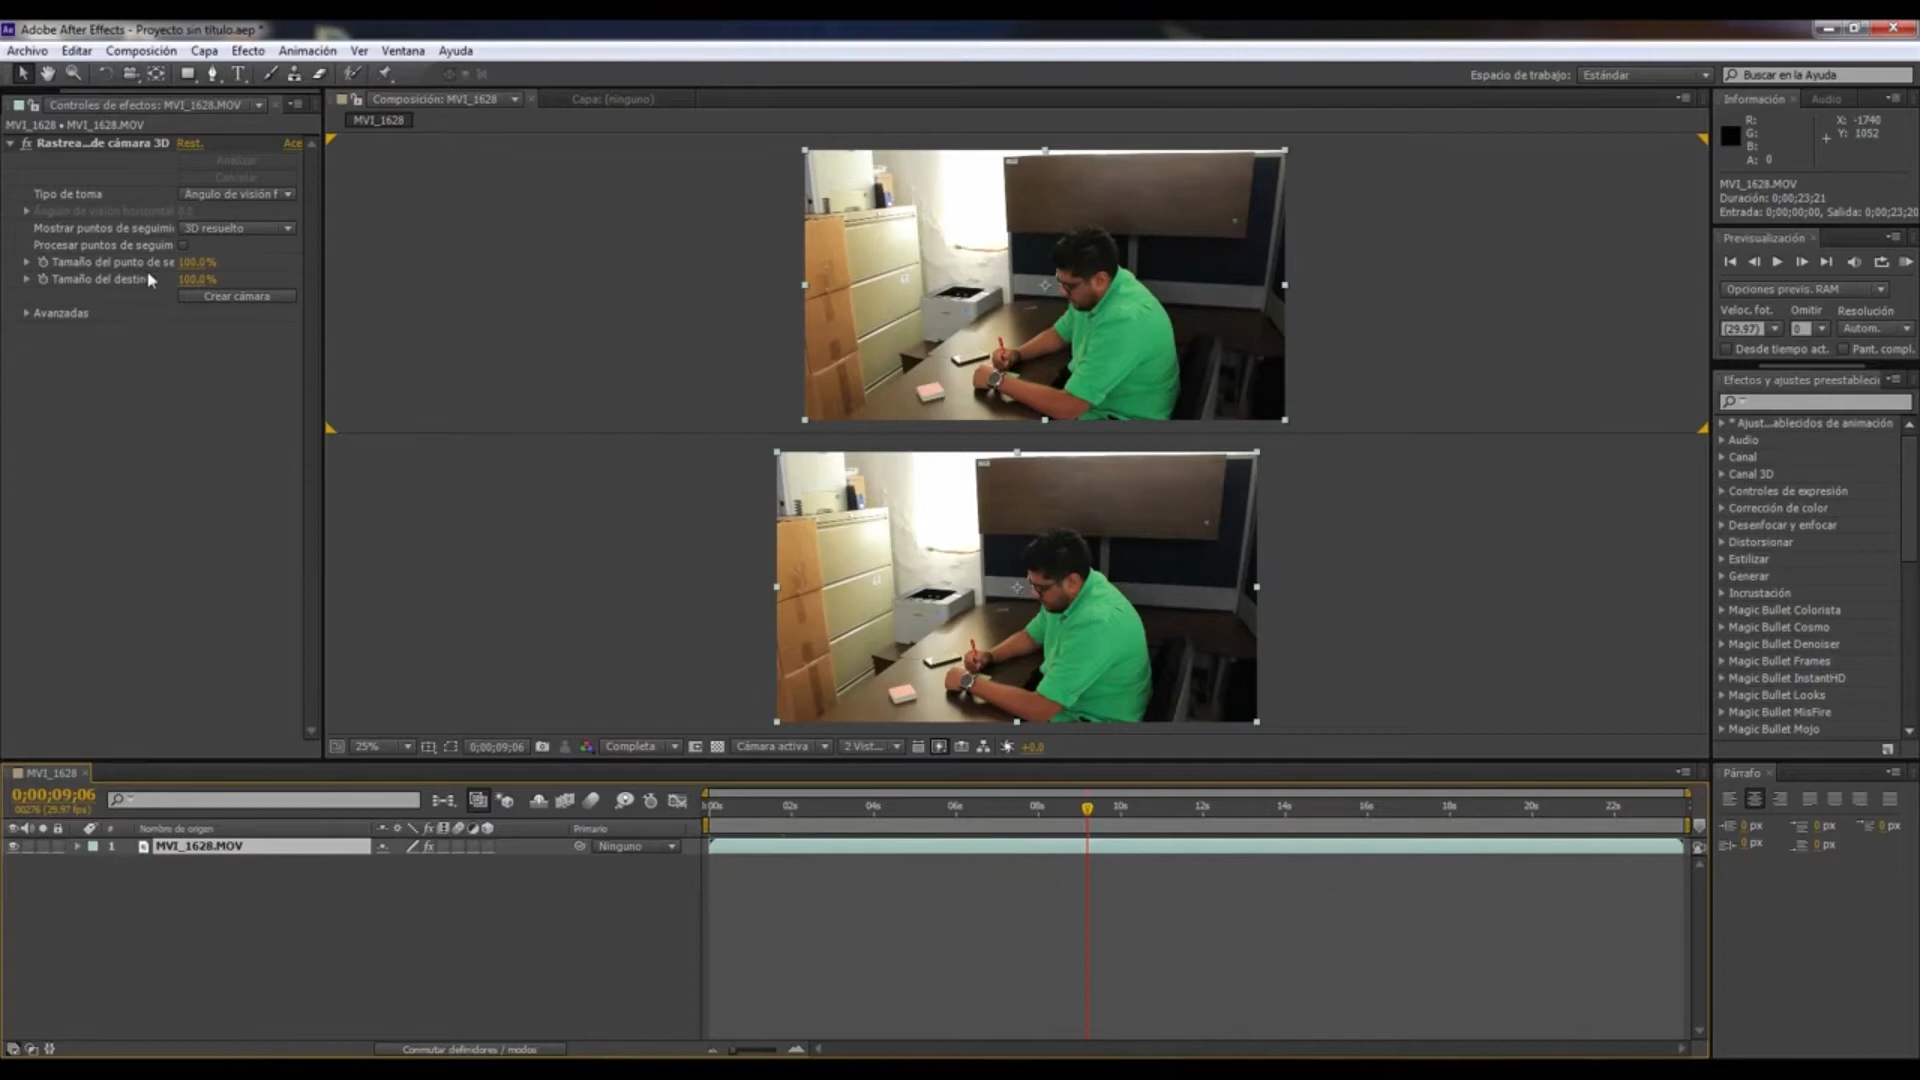 Adobe After Effects - Proyecto sin título.aep *
Archivo Editar Composición Capa Efecto Animación Ver Ventana Ayuda
Espacio de trabajo: Estándar Buscar en la Ayuda
Controles de efectos: MVI_1628.MOV
MVI_1628 • MVI_1628.MOV
Rastrea...de cámara 3D Rest. Ace
Analizar
Cancelar
Tipo de toma Angulo de visión f
Ángulo de visión horizontal 0.0
Mostrar puntos de seguimi 3D resuelto
Procesar puntos de seguim
Tamaño del punto de se 100.0%
Tamaño del destin 100.0%
Crear cámara
Avanzadas
Composición: MVI_1628 Capa: (ninguno)
MVI_1628
25% 0;00;09;06 Completa Cámara activa 2 Vist... +0.0
Información Audio
R: X: -1740
G: Y: 1052
B:
A: 0
MVI_1628.MOV
Duración: 0;00;23;21
Entrada: 0;00;00;00, Salida: 0;00;23;20
Previsualización
Opciones previs. RAM
Veloc. fot. Omitir Resolución
(29.97) 0 Autom.
Desde tiempo act. Pant. compl.
Efectos y ajustes preestableci
* Ajust...ablecidos de animación
Audio
Canal
Canal 3D
Controles de expresión
Corrección de color
Desenfocar y enfocar
Distorsionar
Estilizar
Generar
Incrustación
Magic Bullet Colorista
Magic Bullet Cosmo
Magic Bullet Denoiser
Magic Bullet Frames
Magic Bullet InstantHD
Magic Bullet Looks
Magic Bullet MisFire
Magic Bullet Mojo
MVI_1628
0;00;09;06
00276 (29.97 fps)
:00s 02s 04s 06s 08s 10s 12s 14s 16s 18s 20s 22s
# Nombre de origen fx Primario
1 MVI_1628.MOV fx Ninguno
Conmutar definidores / modos
Párrafo
0 px 0 px 0 px
0 px 0 px